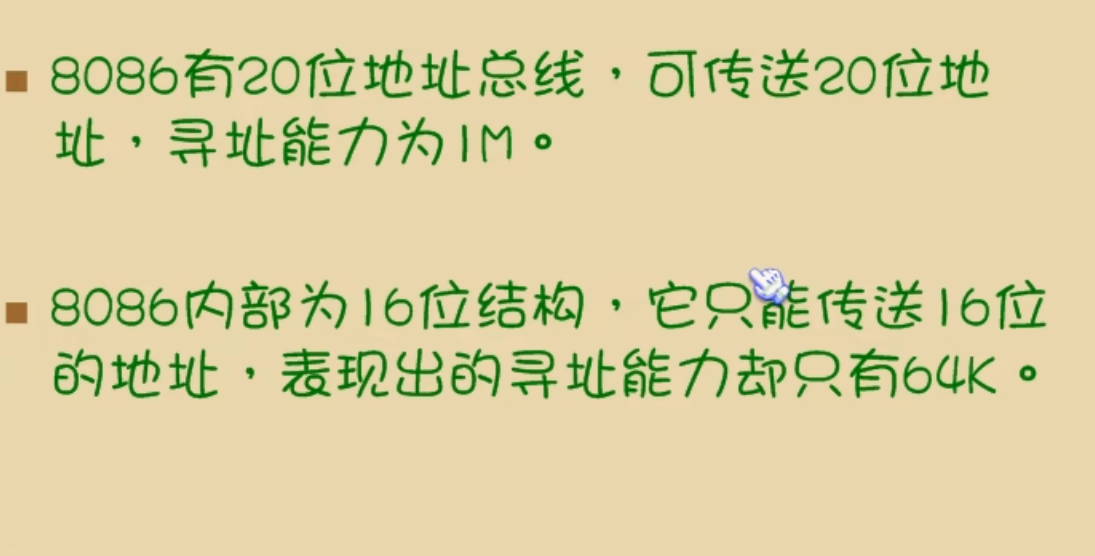 8086有20位地址总线，可传送20位地
址，寻址能力为1M。
8086内部为16位结构，它只能传送16位
的地址，表现出的寻址能力却只有64K。